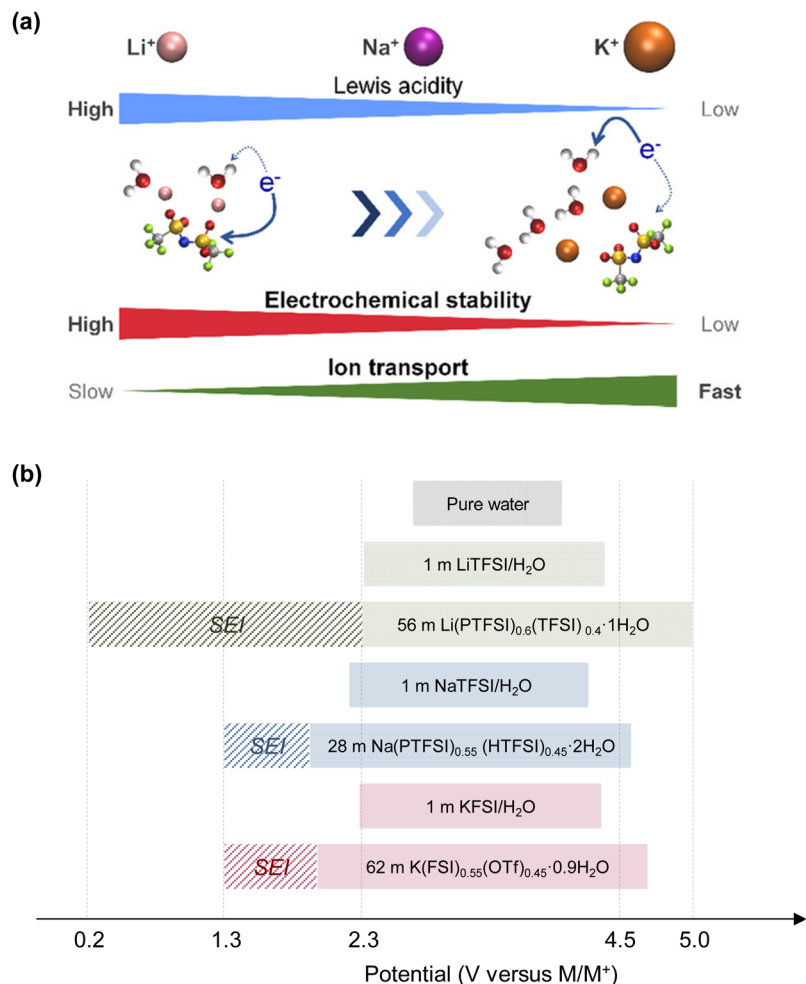 (a)
Li⁺ Na⁺ K⁺
Lewis acidity
High Low
e⁻ e⁻
Electrochemical stability
High Low
Ion transport
Slow Fast
(b)
Pure water
1 m LiTFSI/H₂O
SEI 56 m Li(PTFSI)₀.₆(TFSI)₀.₄·1H₂O
1 m NaTFSI/H₂O
SEI 28 m Na(PTFSI)₀.₅₅ (HTFSI)₀.₄₅·2H₂O
1 m KFSI/H₂O
SEI 62 m K(FSI)₀.₅₅(OTf)₀.₄₅·0.9H₂O
0.2 1.3 2.3 4.5 5.0
Potential (V versus M/M⁺)